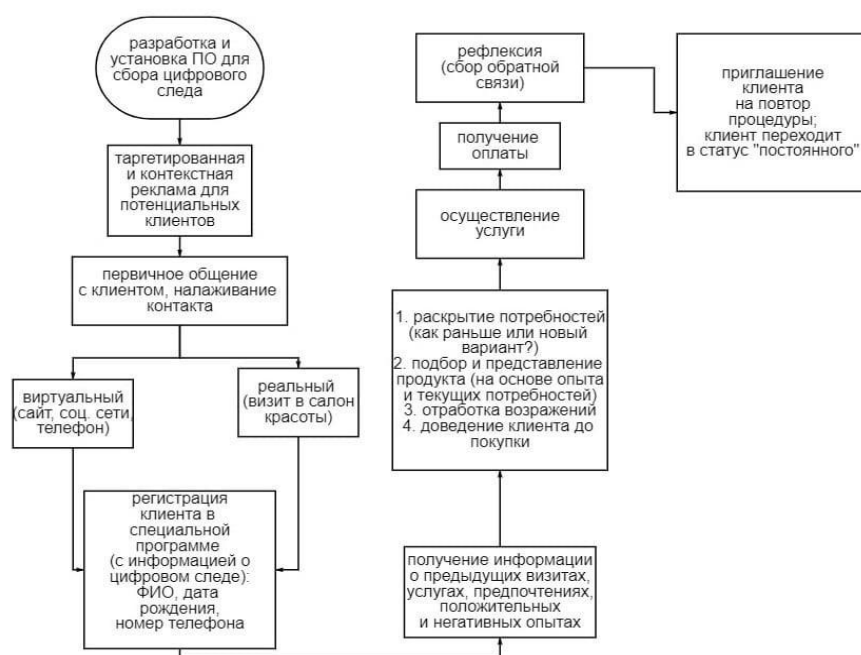 разработка и
установка ПО для
сбора цифрового
следа
таргетированная
и контекстная
реклама для
потенциальных
клиентов
первичное общение
с клиентом, налаживание
контакта
виртуальный
(сайт, соц. сети,
телефон)
реальный
(визит в салон
красоты)
регистрация
клиента в
специальной
программе
(с информацией о
цифровом следе):
ФИО, дата
рождения,
номер телефона
получение информации
о предыдущих визитах,
услугах, предпочтениях,
положительных
и негативных опытах
1. раскрытие потребностей
(как раньше или новый
вариант?)
2. подбор и представление
продукта (на основе опыта
и текущих потребностей)
3. отработка возражений
4. доведение клиента до
покупки
осуществление
услуги
получение
оплаты
рефлексия
(сбор обратной
связи)
приглашение
клиента
на повтор
процедуры;
клиент переходит
в статус "постоянного"